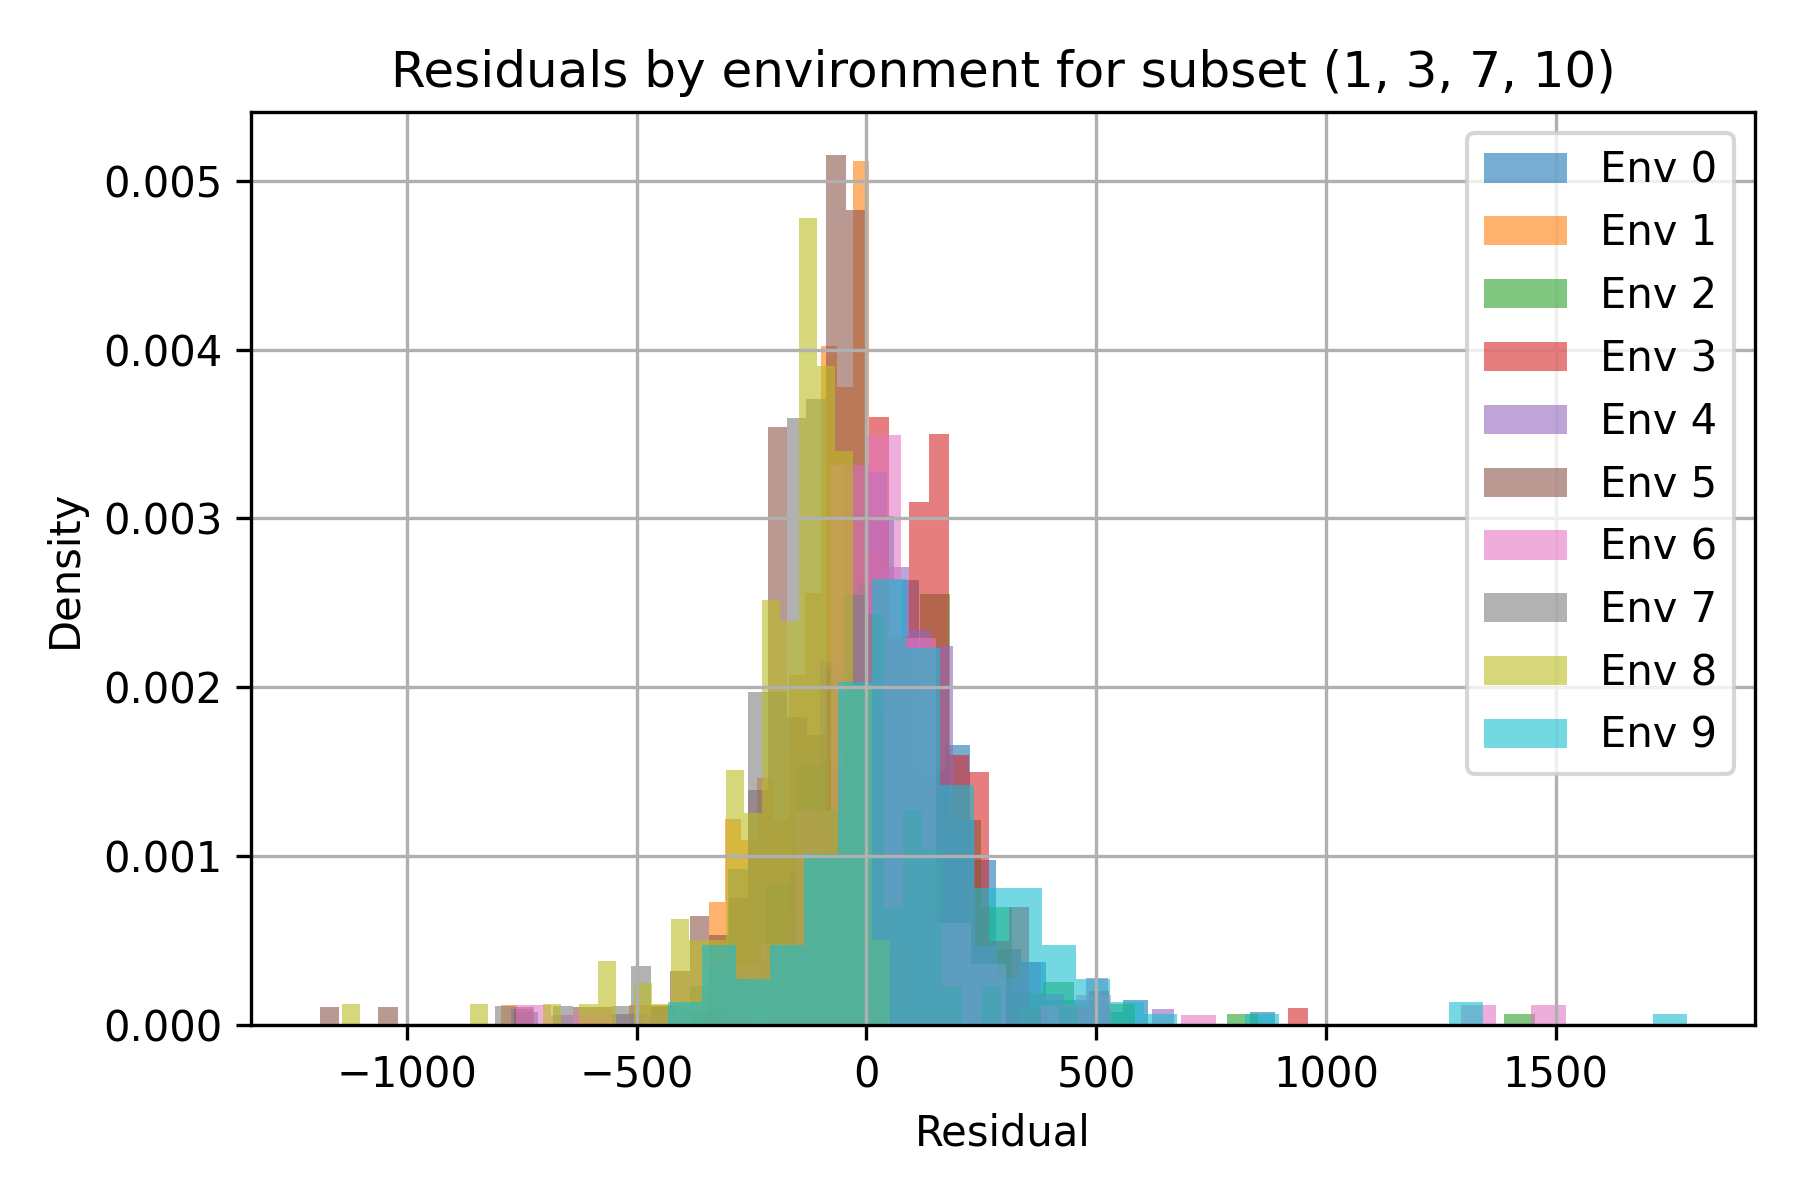 Residuals by environment for subset (1, 3, 7, 10)
0.005
0.004
0.003
0.002
0.001
0.000
Density
−1000
−500
0
500
1000
1500
Residual
Env 0
Env 1
Env 2
Env 3
Env 4
Env 5
Env 6
Env 7
Env 8
Env 9